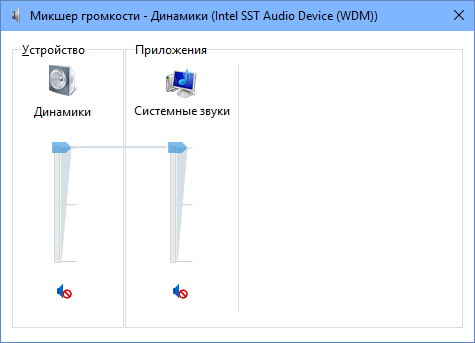 Микшер громкости - Динамики (Intel SST Audio Device (WDM))
Устройство
Приложения
Динамики
Системные звуки